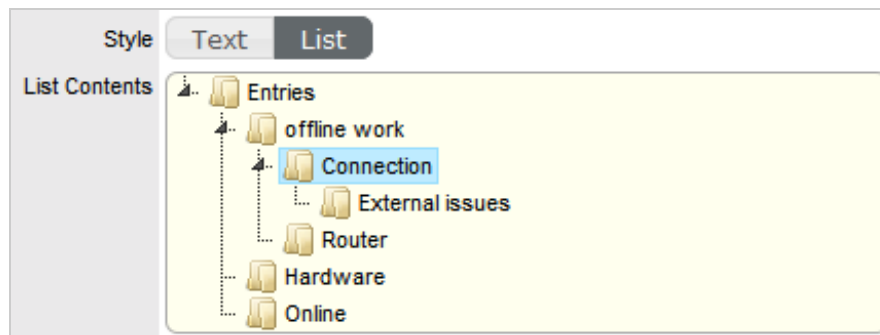 Style Text List
List Contents Entries
offline work
Connection
External issues
Router
Hardware
Online